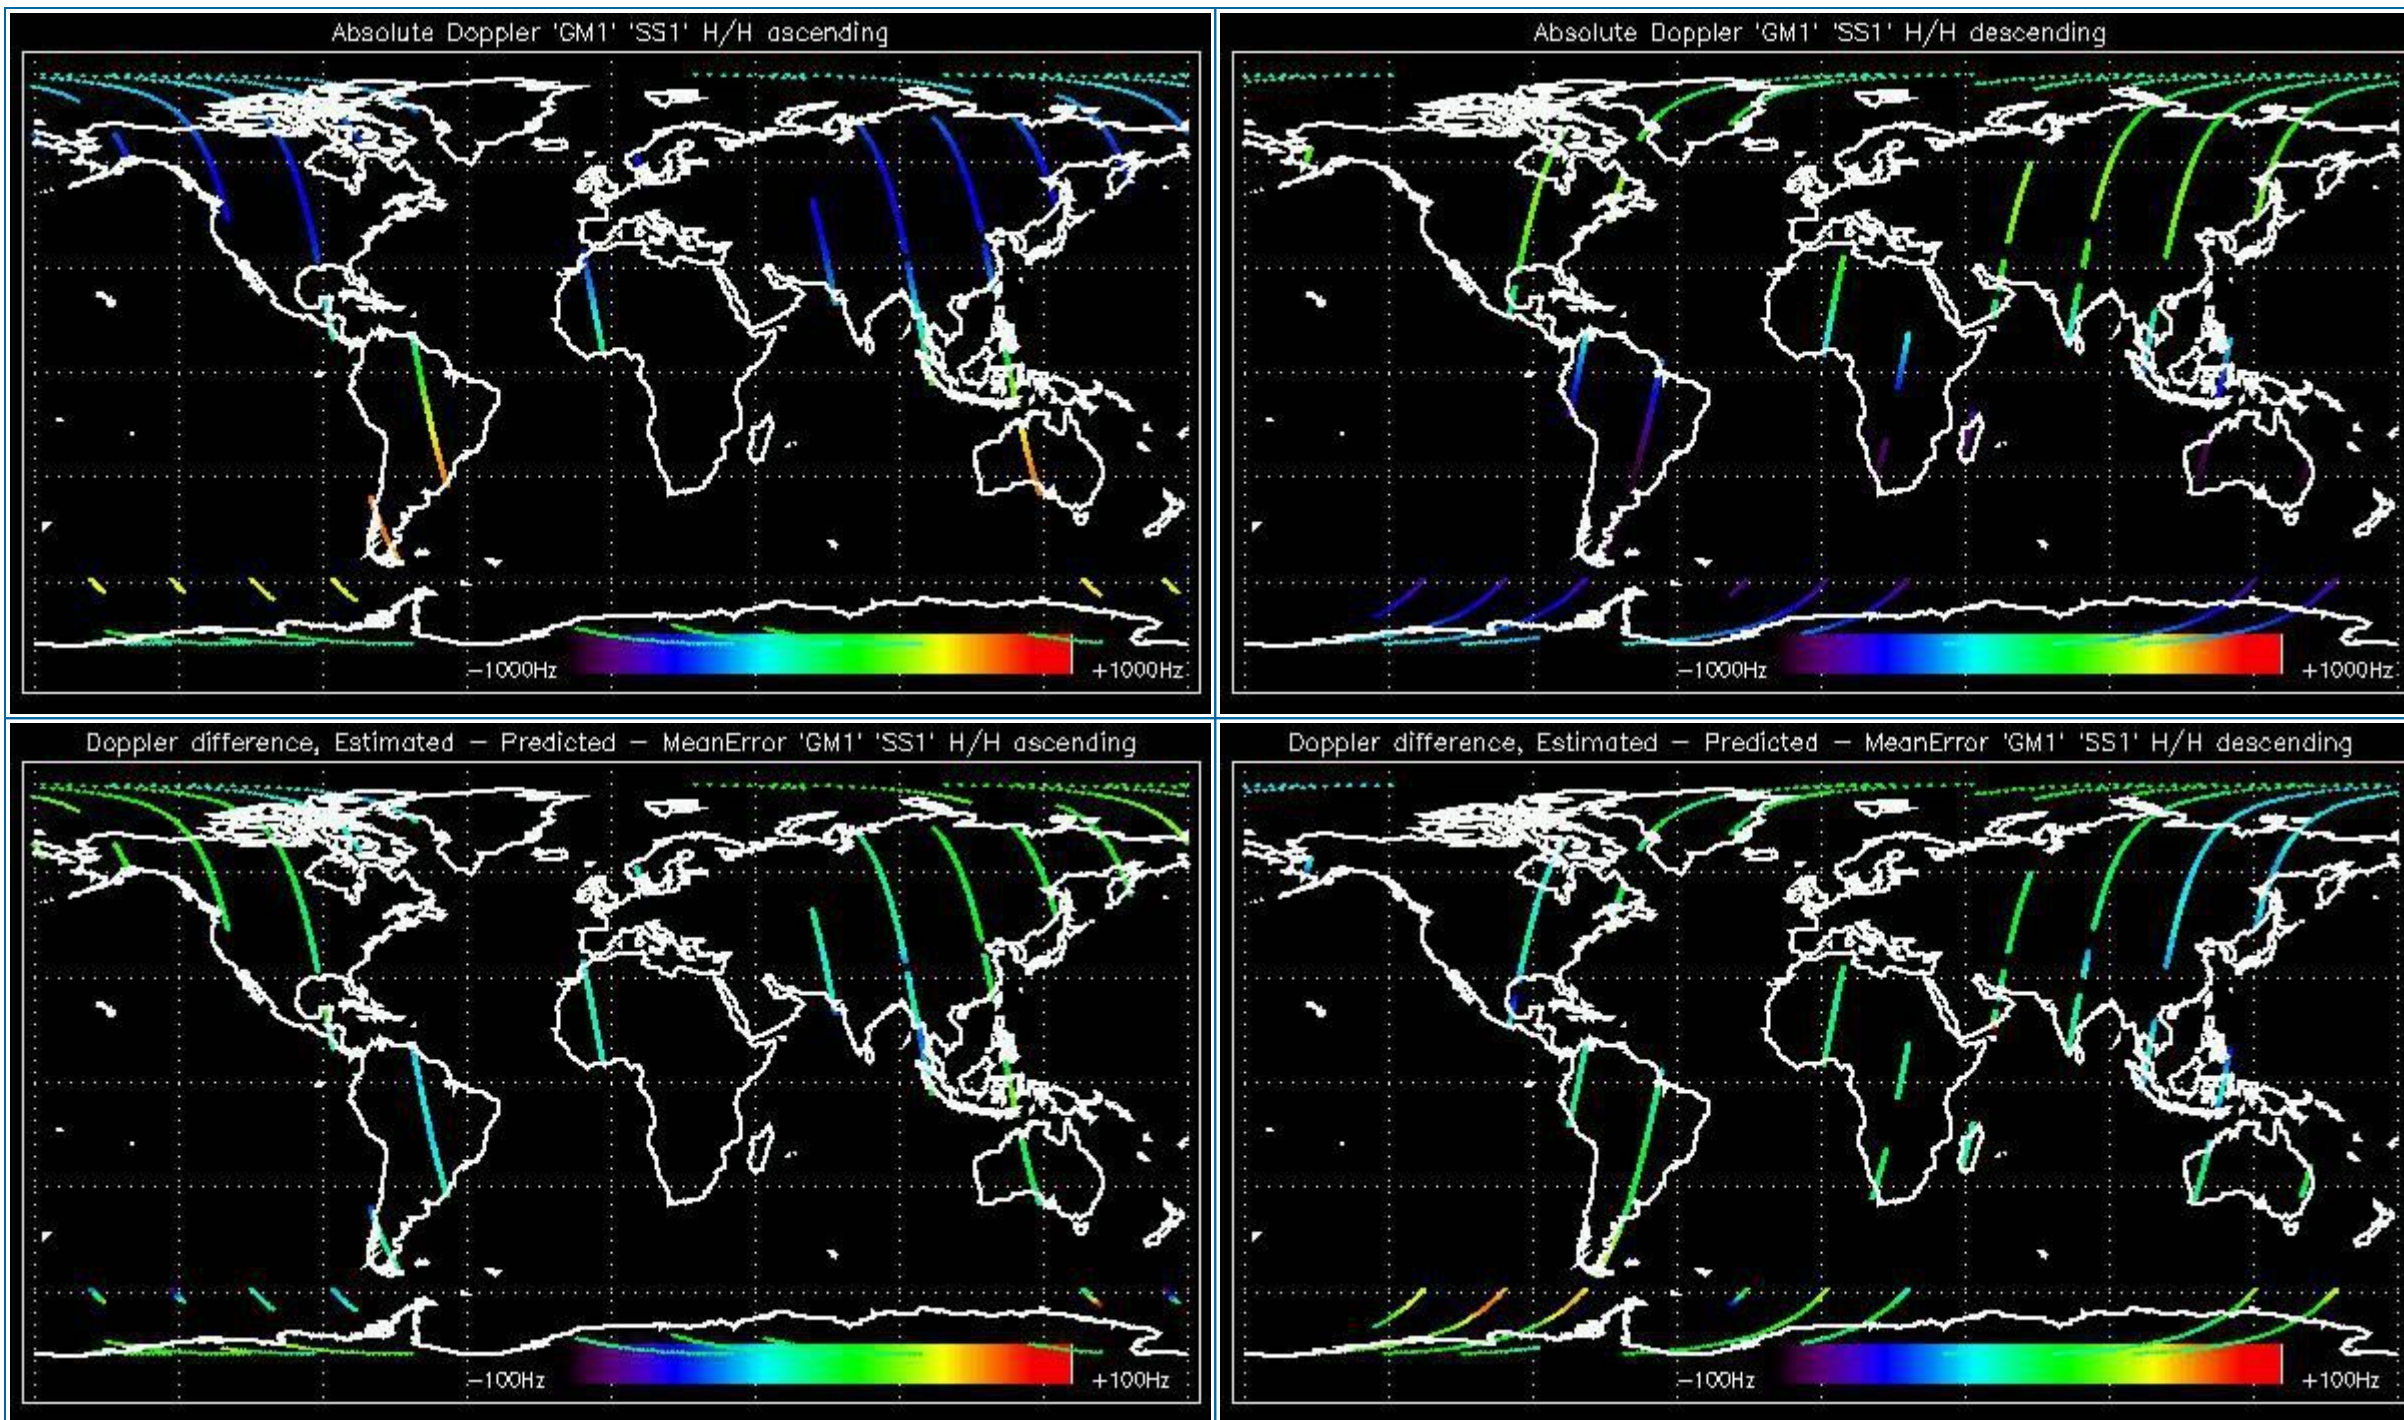 Absolute Doppler 'GM1' 'SS1' H/H ascending
−1000Hz
+1000Hz
Absolute Doppler 'GM1' 'SS1' H/H descending
−1000Hz
+1000Hz
Doppler difference, Estimated − Predicted − MeanError 'GM1' 'SS1' H/H ascending
−100Hz
+100Hz
Doppler difference, Estimated − Predicted − MeanError 'GM1' 'SS1' H/H descending
−100Hz
+100Hz